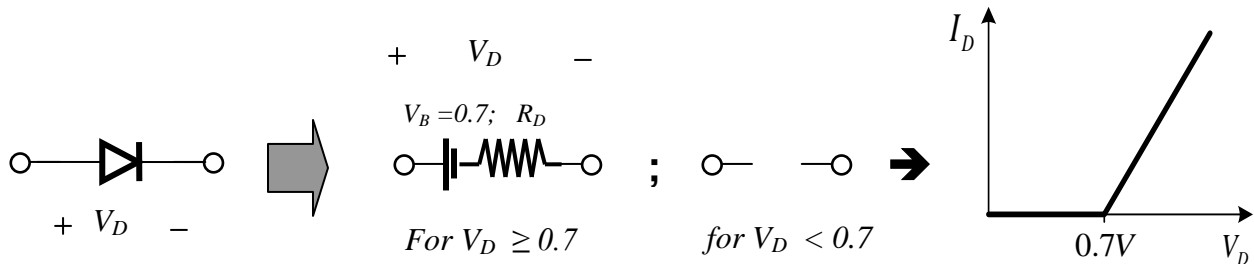 + V_D −
+ V_D −
V_B =0.7; R_D
For V_D ≥ 0.7
;
for V_D < 0.7
I_D
0.7V
V_D